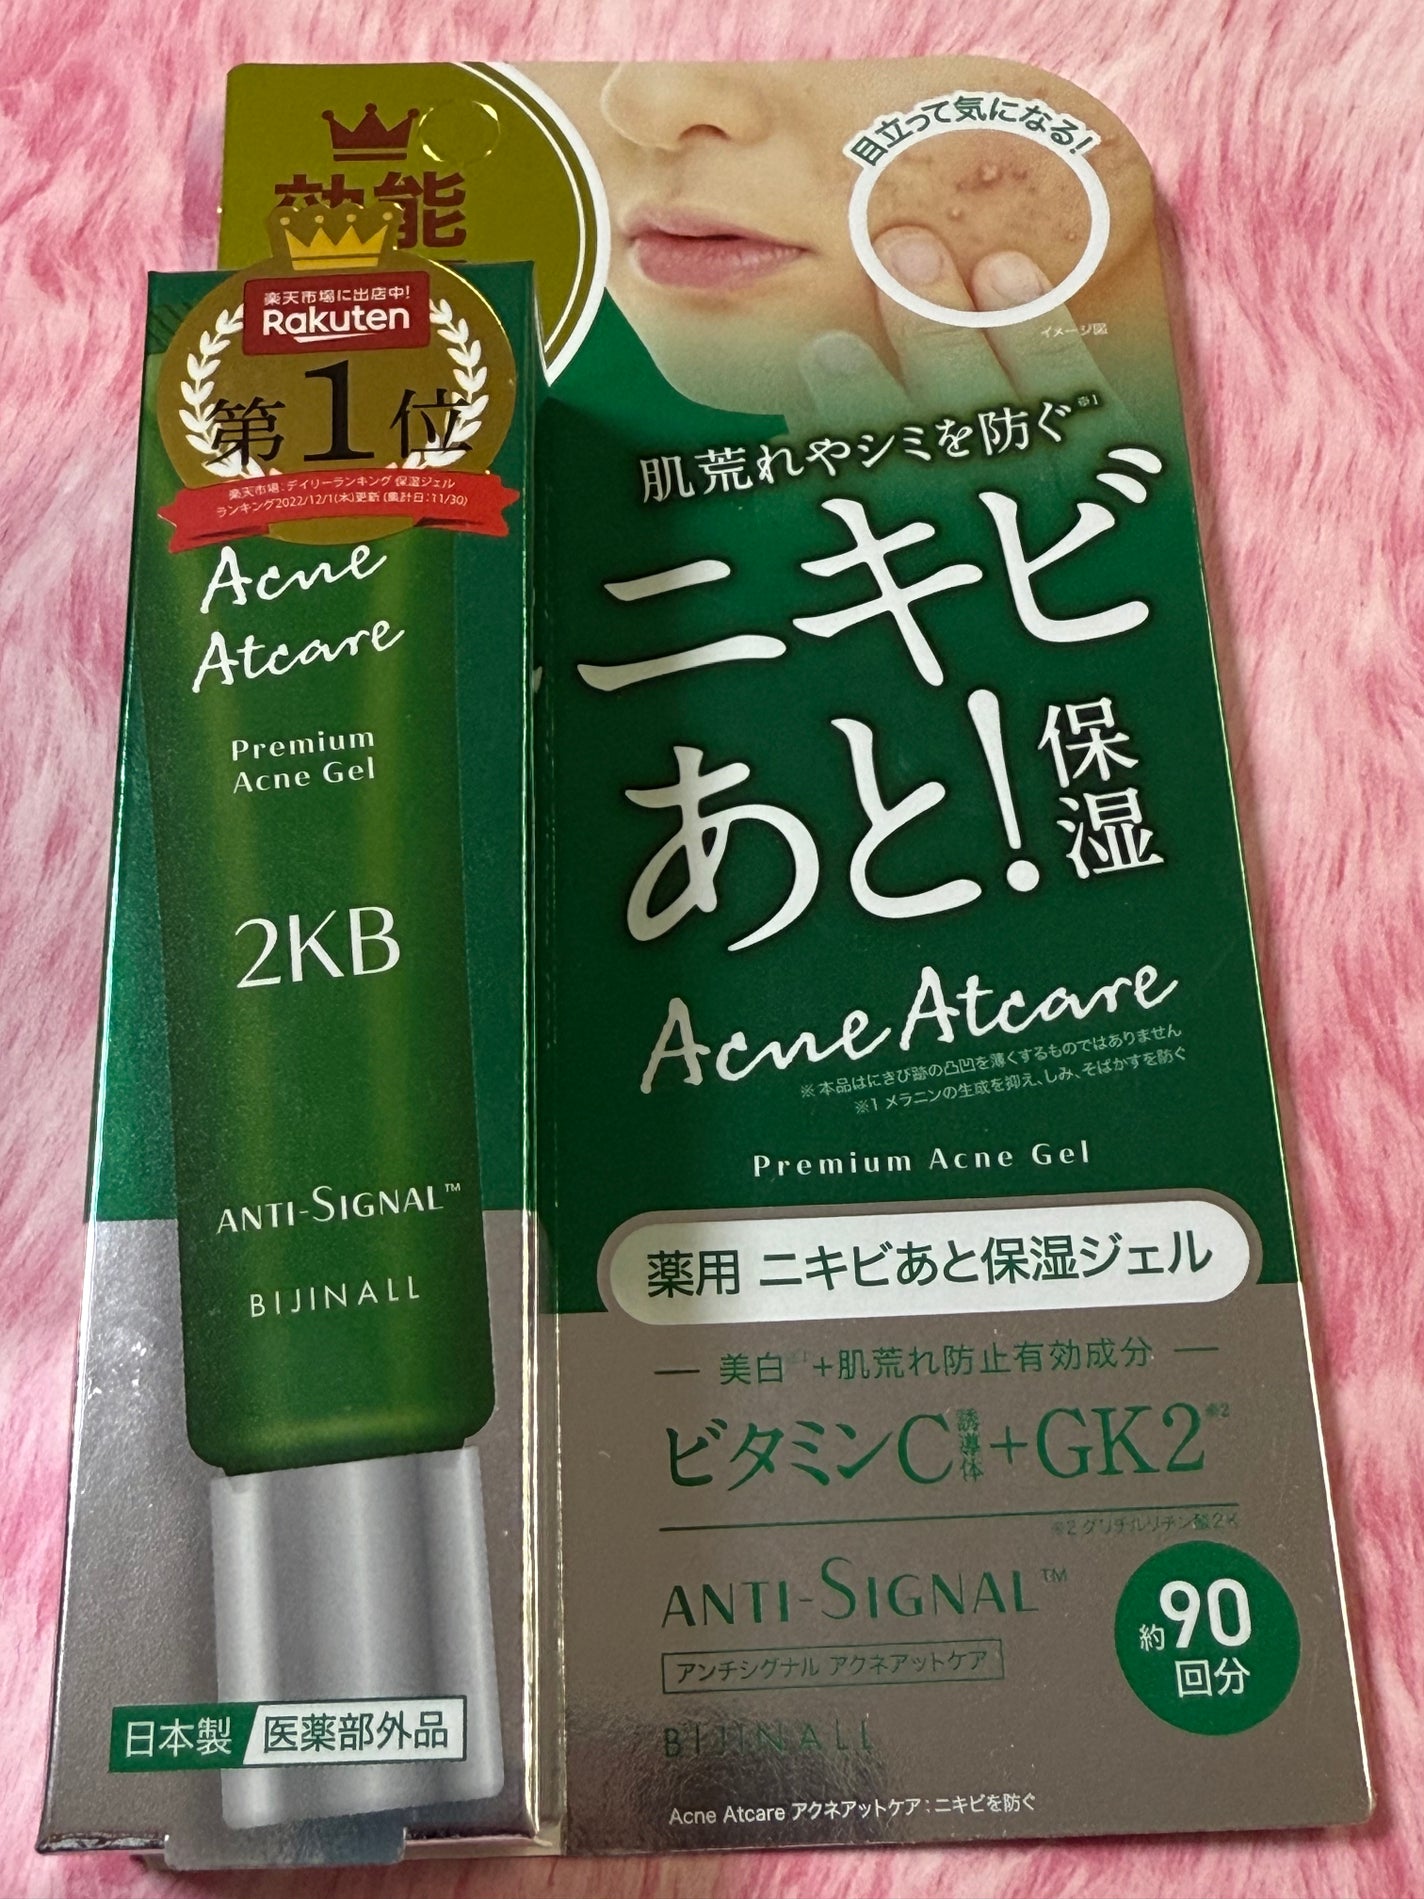 効能
楽天市場に出店中!
Rakuten
第1位
楽天市場:デイリーランキング 保湿ジェル
ランキング2022/12/1(木)更新 (集計日:11/30)
Acne
Atcare
Premium
Acne Gel
2KB
ANTI-SIGNAL™
BIJINALL
日本製 医薬部外品
目立って気になる!
イメージ図
肌荒れやシミを防ぐ※1
ニキビ
あと!
保湿
Acne Atcare
※本品はにきび跡の凸凹を薄くするものではありません
※1 メラニンの生成を抑え、しみ、そばかすを防ぐ
Premium Acne Gel
薬用 ニキビあと保湿ジェル
美白※1+肌荒れ防止有効成分
ビタミンC誘導体+GK2※2
※2 グリチルリチン酸2K
ANTI-SIGNAL™
アンチシグナル アクネアットケア
約90
回分
BIJINALL
Acne Atcare アクネアットケア:ニキビを防ぐ